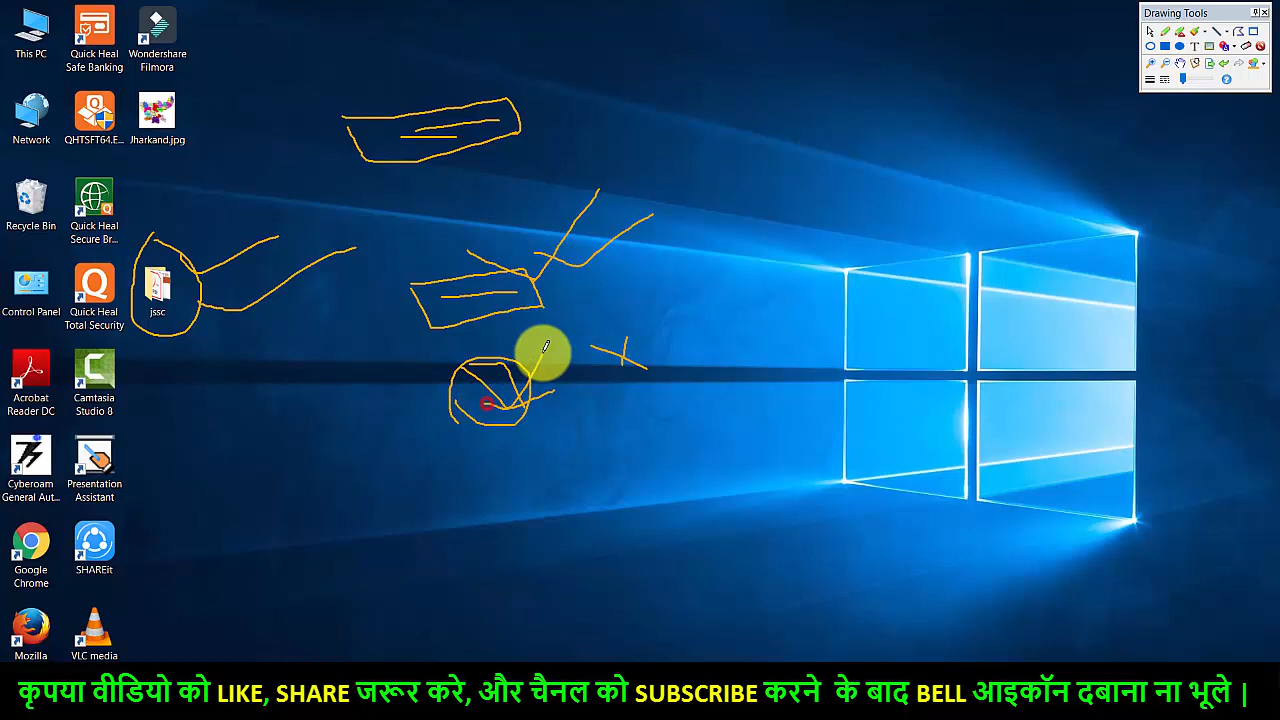 Drawing Tools
This PC
Quick Heal
Safe Banking
Wondershare
Filmora
Network
QHTSFT64.E...
Jharkand.jpg
Recycle Bin
Quick Heal
Secure Br...
Control Panel
Quick Heal
Total Security
jssc
Acrobat
Reader DC
Camtasia
Studio 8
Cyberoam
General Aut...
Presentation
Assistant
Google
Chrome
SHAREit
Mozilla
VLC media
कृपया वीडियो को LIKE, SHARE जरूर करे, और चैनल को SUBSCRIBE करने के बाद BELL आइकॉन दबाना ना भूले |